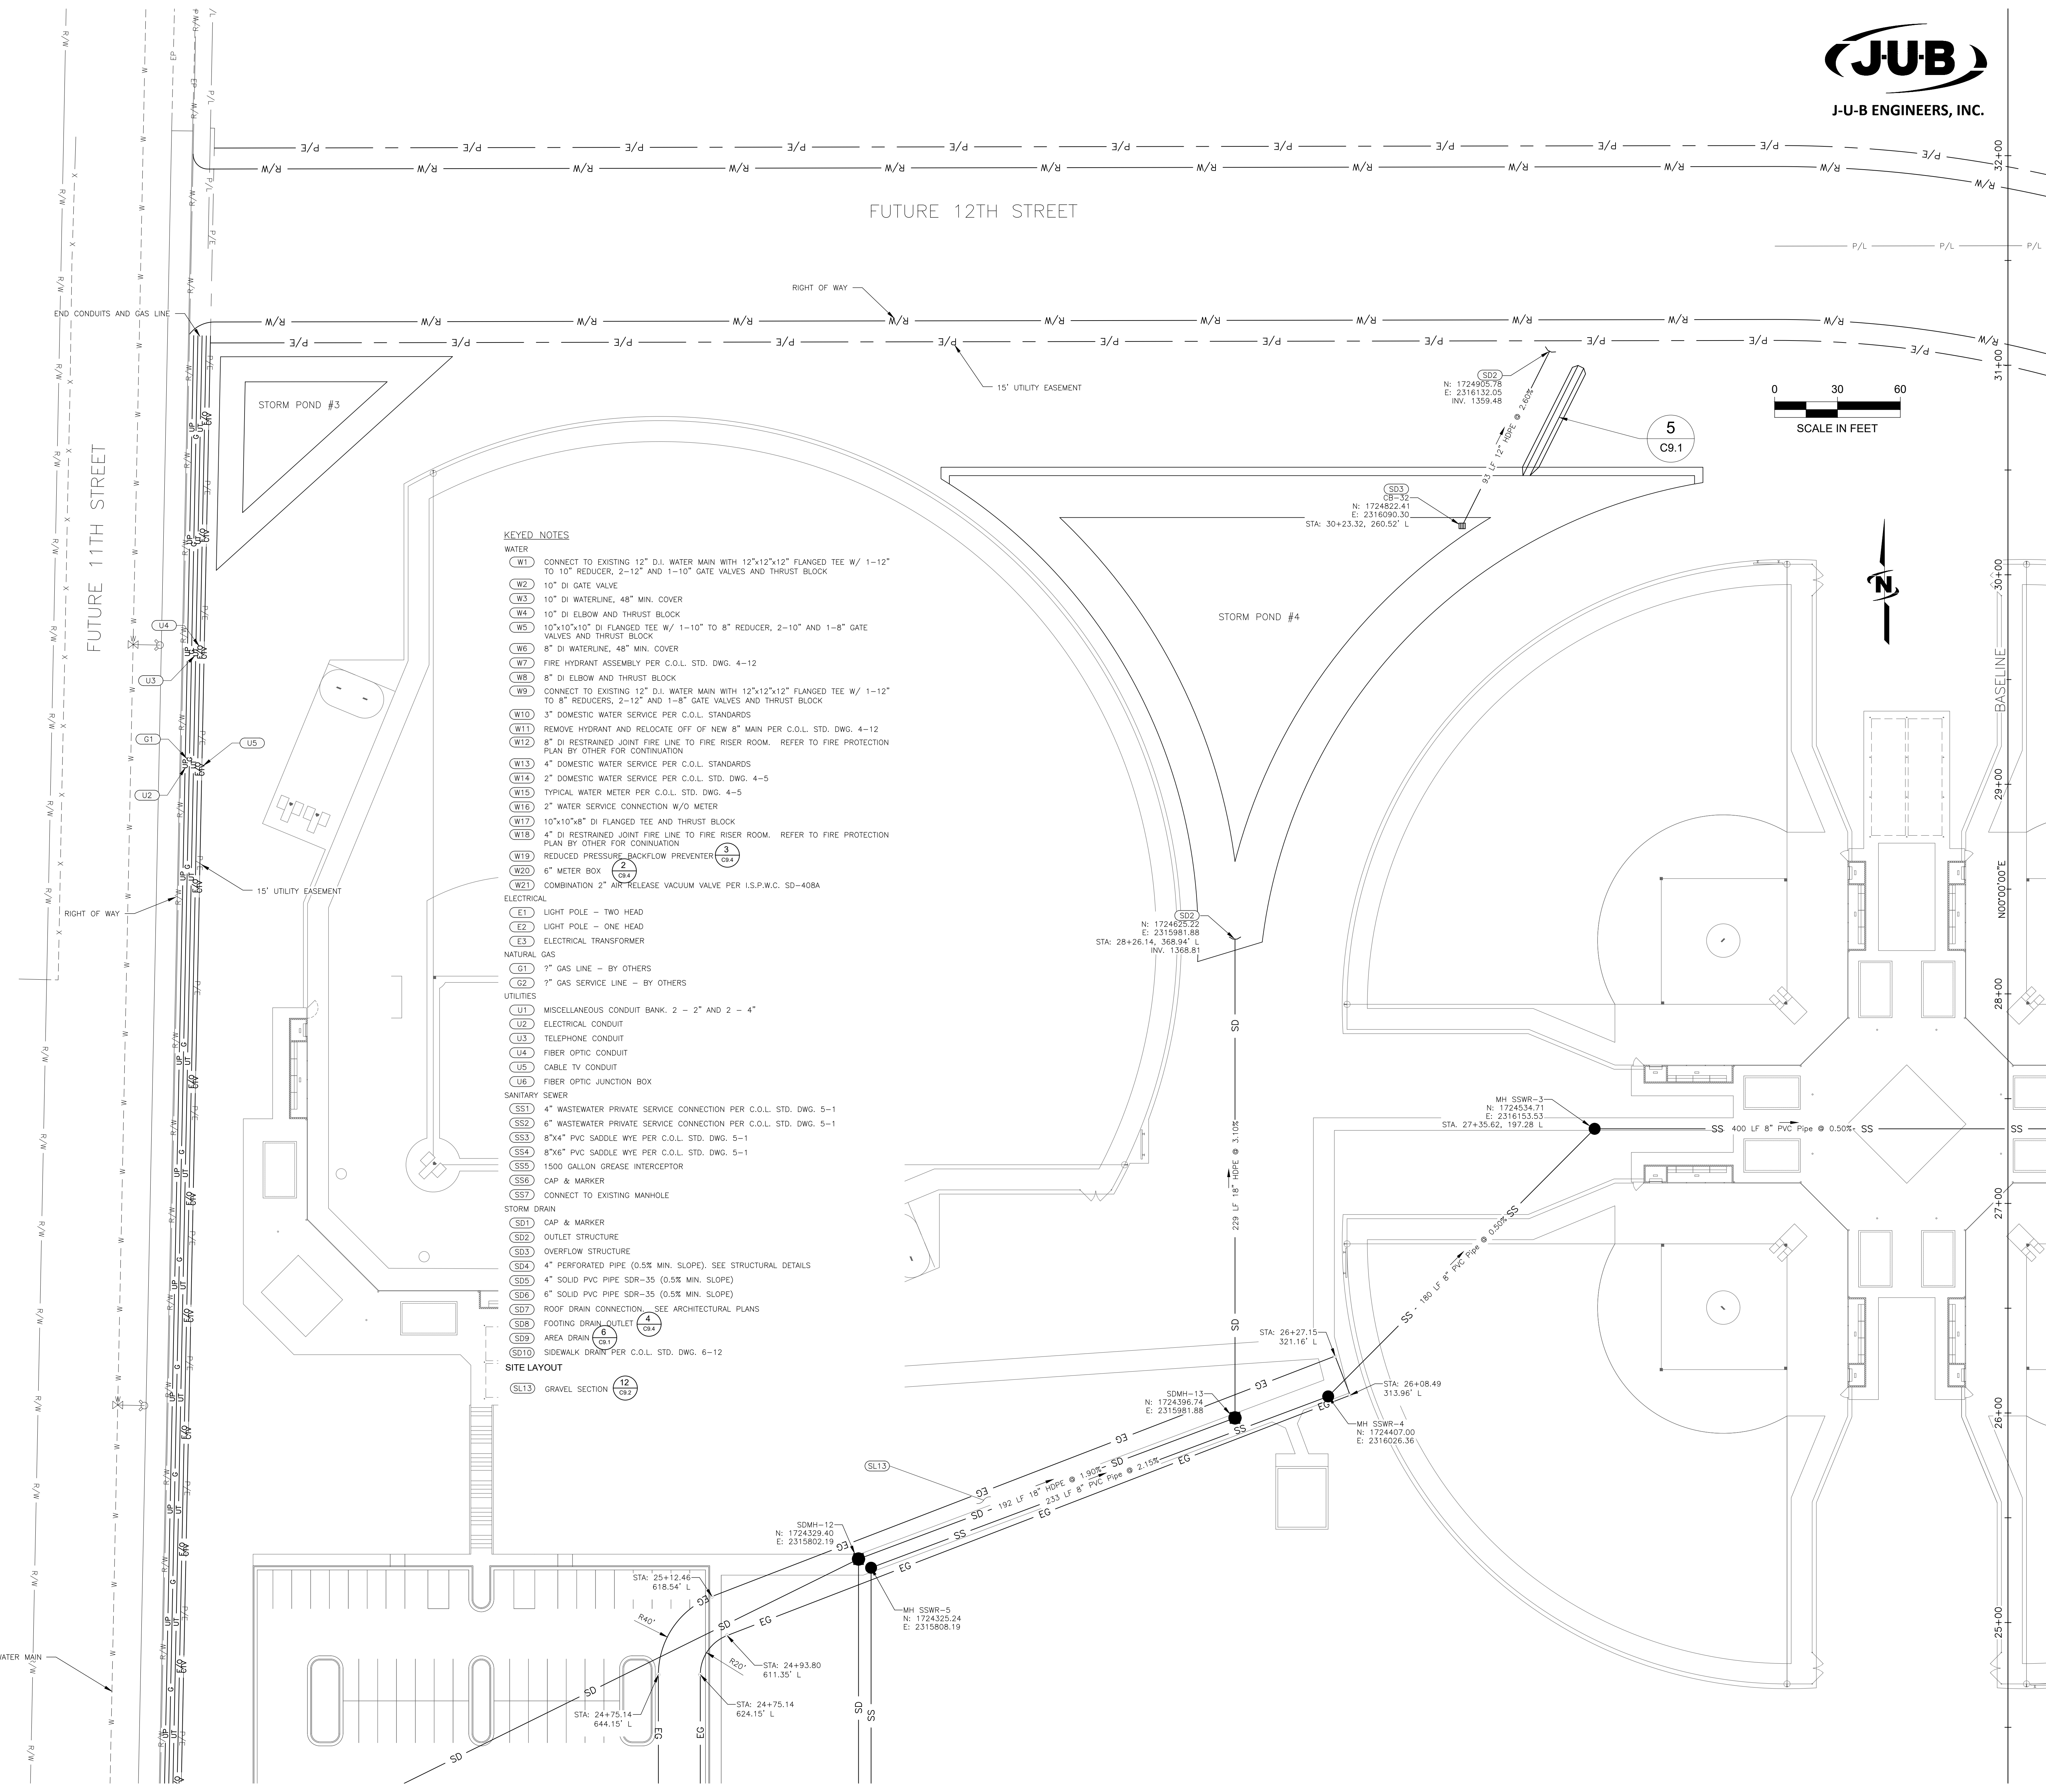 J-U-B
J-U-B ENGINEERS, INC.
FUTURE 12TH STREET
RIGHT OF WAY
END CONDUITS AND GAS LINE
15' UTILITY EASEMENT
STORM POND #3
FUTURE 11TH STREET
SD2
N: 1724905.78
E: 2316132.05
INV. 1359.48
93 LF 12" HDPE @ 2.60%
5
C9.1
0 30 60
SCALE IN FEET
SD3
CB-32
N: 1724822.41
E: 2316090.30
STA: 30+23.32, 260.52' L
STORM POND #4
N
BASELINE
N00°00'00"E
32+00
31+00
30+00
29+00
28+00
27+00
26+00
25+00
U4
U3
G1
U5
U2
15' UTILITY EASEMENT
RIGHT OF WAY
KEYED NOTES
WATER
W1 CONNECT TO EXISTING 12" D.I. WATER MAIN WITH 12"x12"x12" FLANGED TEE W/ 1-12"
TO 10" REDUCER, 2-12" AND 1-10" GATE VALVES AND THRUST BLOCK
W2 10" DI GATE VALVE
W3 10" DI WATERLINE, 48" MIN. COVER
W4 10" DI ELBOW AND THRUST BLOCK
W5 10"x10"x10" DI FLANGED TEE W/ 1-10" TO 8" REDUCER, 2-10" AND 1-8" GATE
VALVES AND THRUST BLOCK
W6 8" DI WATERLINE, 48" MIN. COVER
W7 FIRE HYDRANT ASSEMBLY PER C.O.L. STD. DWG. 4-12
W8 8" DI ELBOW AND THRUST BLOCK
W9 CONNECT TO EXISTING 12" D.I. WATER MAIN WITH 12"x12"x12" FLANGED TEE W/ 1-12"
TO 8" REDUCERS, 2-12" AND 1-8" GATE VALVES AND THRUST BLOCK
W10 3" DOMESTIC WATER SERVICE PER C.O.L. STANDARDS
W11 REMOVE HYDRANT AND RELOCATE OFF OF NEW 8" MAIN PER C.O.L. STD. DWG. 4-12
W12 8" DI RESTRAINED JOINT FIRE LINE TO FIRE RISER ROOM. REFER TO FIRE PROTECTION
PLAN BY OTHER FOR CONTINUATION
W13 4" DOMESTIC WATER SERVICE PER C.O.L. STANDARDS
W14 2" DOMESTIC WATER SERVICE PER C.O.L. STD. DWG. 4-5
W15 TYPICAL WATER METER PER C.O.L. STD. DWG. 4-5
W16 2" WATER SERVICE CONNECTION W/O METER
W17 10"x10"x8" DI FLANGED TEE AND THRUST BLOCK
W18 4" DI RESTRAINED JOINT FIRE LINE TO FIRE RISER ROOM. REFER TO FIRE PROTECTION
PLAN BY OTHER FOR CONINUATION
W19 REDUCED PRESSURE BACKFLOW PREVENTER 3 C9.4
W20 6" METER BOX 2 C9.4
W21 COMBINATION 2" AIR RELEASE VACUUM VALVE PER I.S.P.W.C. SD-408A
ELECTRICAL
E1 LIGHT POLE - TWO HEAD
E2 LIGHT POLE - ONE HEAD
E3 ELECTRICAL TRANSFORMER
NATURAL GAS
G1 ?" GAS LINE - BY OTHERS
G2 ?" GAS SERVICE LINE - BY OTHERS
UTILITIES
U1 MISCELLANEOUS CONDUIT BANK. 2 - 2" AND 2 - 4"
U2 ELECTRICAL CONDUIT
U3 TELEPHONE CONDUIT
U4 FIBER OPTIC CONDUIT
U5 CABLE TV CONDUIT
U6 FIBER OPTIC JUNCTION BOX
SANITARY SEWER
SS1 4" WASTEWATER PRIVATE SERVICE CONNECTION PER C.O.L. STD. DWG. 5-1
SS2 6" WASTEWATER PRIVATE SERVICE CONNECTION PER C.O.L. STD. DWG. 5-1
SS3 8"X4" PVC SADDLE WYE PER C.O.L. STD. DWG. 5-1
SS4 8"X6" PVC SADDLE WYE PER C.O.L. STD. DWG. 5-1
SS5 1500 GALLON GREASE INTERCEPTOR
SS6 CAP & MARKER
SS7 CONNECT TO EXISTING MANHOLE
STORM DRAIN
SD1 CAP & MARKER
SD2 OUTLET STRUCTURE
SD3 OVERFLOW STRUCTURE
SD4 4" PERFORATED PIPE (0.5% MIN. SLOPE). SEE STRUCTURAL DETAILS
SD5 4" SOLID PVC PIPE SDR-35 (0.5% MIN. SLOPE)
SD6 6" SOLID PVC PIPE SDR-35 (0.5% MIN. SLOPE)
SD7 ROOF DRAIN CONNECTION. SEE ARCHITECTURAL PLANS
SD8 FOOTING DRAIN OUTLET 4 C9.4
SD9 AREA DRAIN 6 C9.1
SD10 SIDEWALK DRAIN PER C.O.L. STD. DWG. 6-12
SITE LAYOUT
SL13 GRAVEL SECTION 12 C9.2
SD2
N: 1724625.22
E: 2315981.88
STA: 28+26.14, 368.94' L
INV. 1368.81
229 LF 18" HDPE @ 3.10%
MH SSWR-3
N: 1724534.71
E: 2316153.53
STA. 27+35.62, 197.28 L
SS 400 LF 8" PVC Pipe @ 0.50% SS
SS - 180 LF 8" PVC Pipe @ 0.50% SS
STA: 26+27.15
321.16' L
STA: 26+08.49
313.96' L
SDMH-13
N: 1724396.74
E: 2315981.88
MH SSWR-4
N: 1724407.00
E: 2316026.36
SL13
SD - 192 LF 18" HDPE @ 1.90% - SD
SS 233 LF 8" PVC Pipe @ 2.15% SS
SDMH-12
N: 1724329.40
E: 2315802.19
STA: 25+12.46
618.54' L
R40'
MH SSWR-5
N: 1724325.24
E: 2315808.19
R20'
STA: 24+93.80
611.35' L
STA: 24+75.14
624.15' L
STA: 24+75.14
644.15' L
WATER MAIN